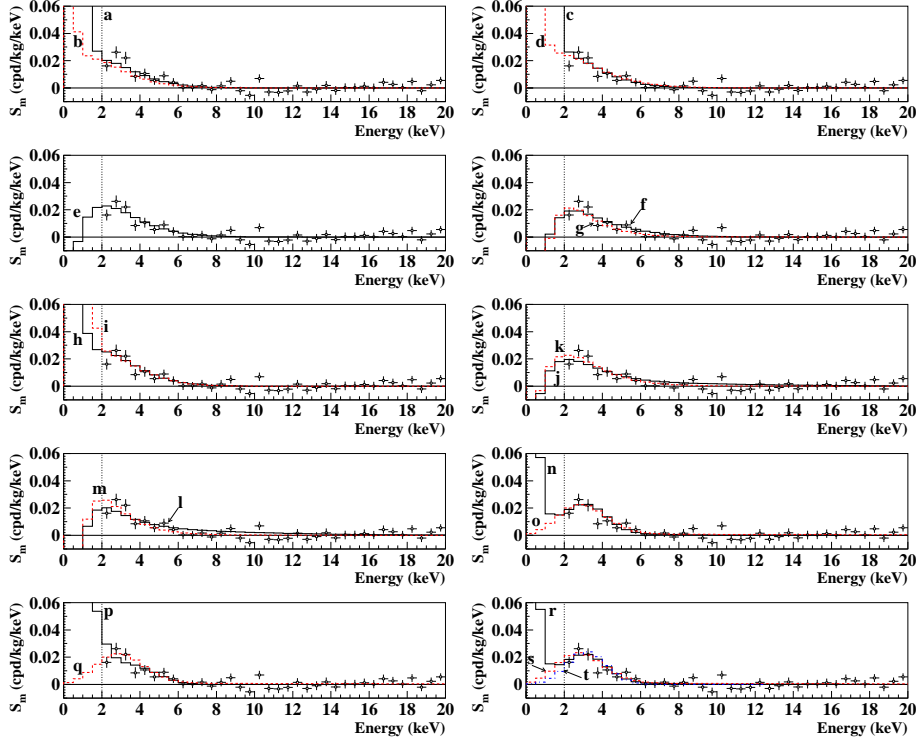 S_m (cpd/kg/keV)
0.06
0.04
0.02
0
a
b
0 2 4 6 8 10 12 14 16 18 20
Energy (keV)
S_m (cpd/kg/keV)
0.06
0.04
0.02
0
c
d
0 2 4 6 8 10 12 14 16 18 20
Energy (keV)
S_m (cpd/kg/keV)
0.06
0.04
0.02
0
e
0 2 4 6 8 10 12 14 16 18 20
Energy (keV)
S_m (cpd/kg/keV)
0.06
0.04
0.02
0
f
g
0 2 4 6 8 10 12 14 16 18 20
Energy (keV)
S_m (cpd/kg/keV)
0.06
0.04
0.02
0
h
i
0 2 4 6 8 10 12 14 16 18 20
Energy (keV)
S_m (cpd/kg/keV)
0.06
0.04
0.02
0
k
j
0 2 4 6 8 10 12 14 16 18 20
Energy (keV)
S_m (cpd/kg/keV)
0.06
0.04
0.02
0
m
l
0 2 4 6 8 10 12 14 16 18 20
Energy (keV)
S_m (cpd/kg/keV)
0.06
0.04
0.02
0
n
o
0 2 4 6 8 10 12 14 16 18 20
Energy (keV)
S_m (cpd/kg/keV)
0.06
0.04
0.02
0
p
q
0 2 4 6 8 10 12 14 16 18 20
Energy (keV)
S_m (cpd/kg/keV)
0.06
0.04
0.02
0
r
s
t
0 2 4 6 8 10 12 14 16 18 20
Energy (keV)